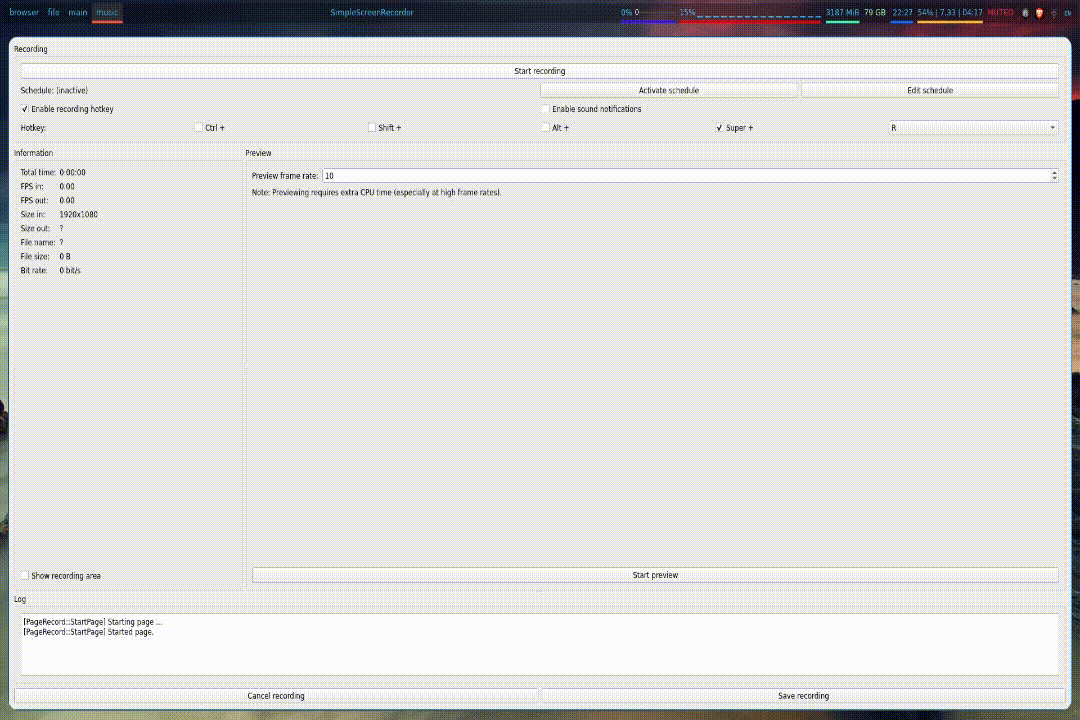 browser file main music SimpleScreenRecorder 0% 0 15% 3187 MiB 79 GB 22:27 54% | 7.33 | 04:17 MUTED
Recording
Start recording
Schedule: (inactive) Activate schedule Edit schedule
Enable recording hotkey Enable sound notifications
Hotkey: Ctrl + Shift + Alt + Super + R
Information Preview
Total time: 0:00:00
Preview frame rate: 10
FPS in: 0.00
Note: Previewing requires extra CPU time (especially at high frame rates).
FPS out: 0.00
Size in: 1920x1080
Size out: ?
File name: ?
File size: 0 B
Bit rate: 0 bit/s
Show recording area Start preview
Log
[PageRecord::StartPage] Starting page ...
[PageRecord::StartPage] Started page.
Cancel recording Save recording